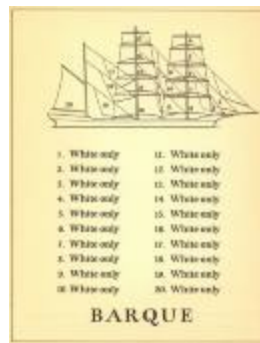 1. White only 11. White only
2. White only 12. White only
3. White only 13. White only
4. White only 14. White only
5. White only 15. White only
6. White only 16. White only
7. White only 17. White only
8. White only 18. White only
9. White only 19. White only
10. White only 20. White only
BARQUE